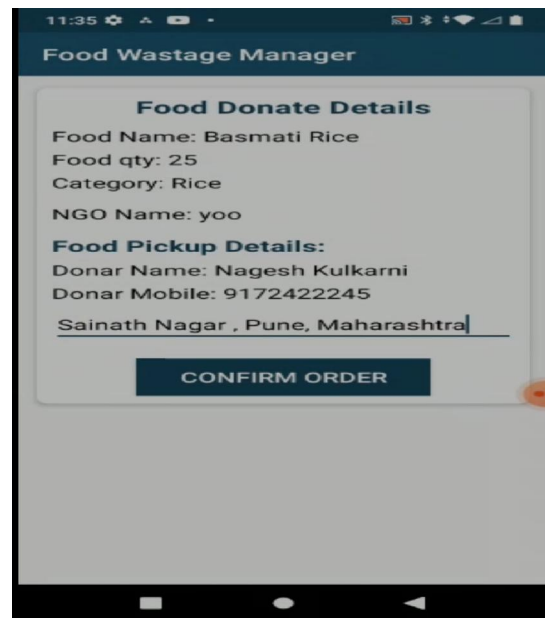 11:35
Food Wastage Manager
Food Donate Details
Food Name: Basmati Rice
Food qty: 25
Category: Rice
NGO Name: yoo
Food Pickup Details:
Donar Name: Nagesh Kulkarni
Donar Mobile: 9172422245
Sainath Nagar , Pune, Maharashtra
CONFIRM ORDER